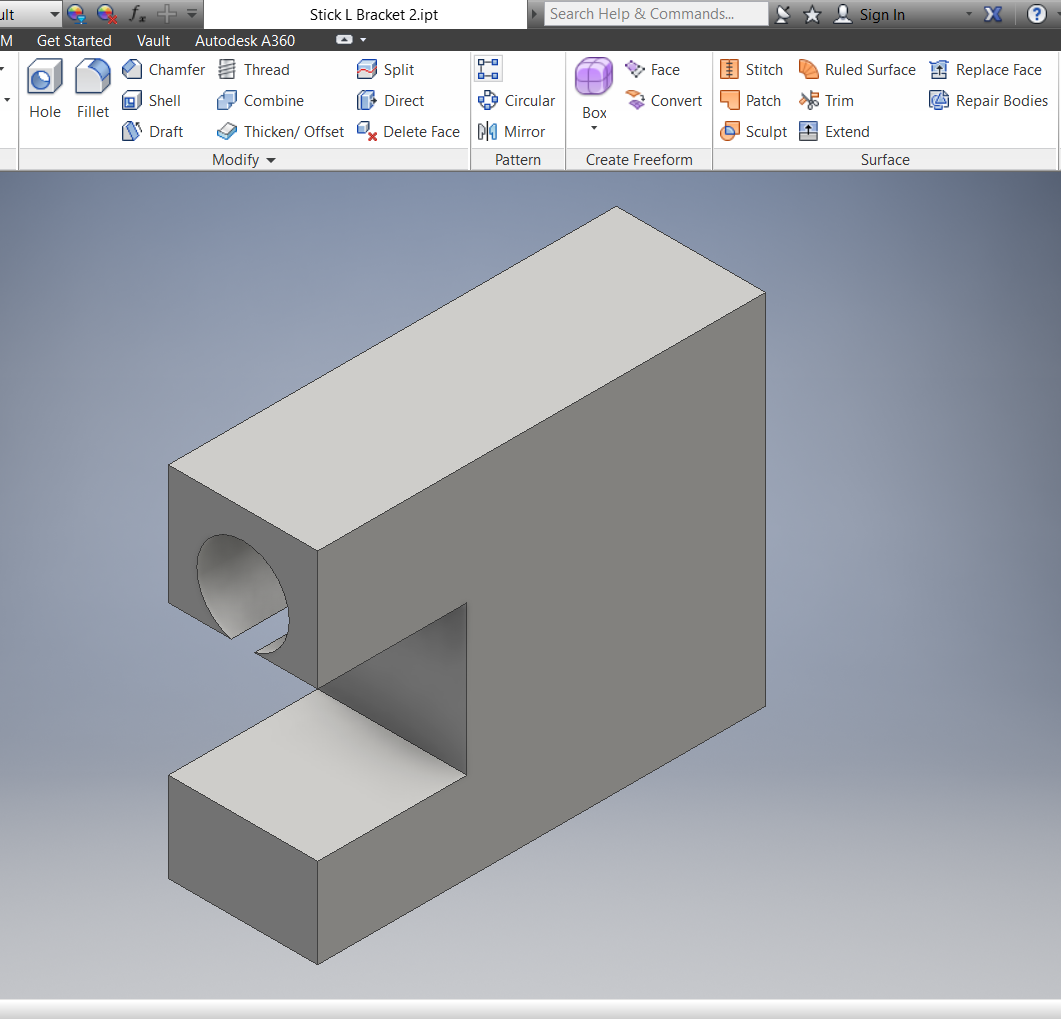 ult fx Stick L Bracket 2.ipt Search Help & Commands... Sign In ?
M Get Started Vault Autodesk A360
Chamfer Thread Split Face Stitch Ruled Surface Replace Face
Hole Fillet Shell Combine Direct Circular Box Convert Patch Trim Repair Bodies
Draft Thicken/ Offset Delete Face Mirror Sculpt Extend
Modify Pattern Create Freeform Surface